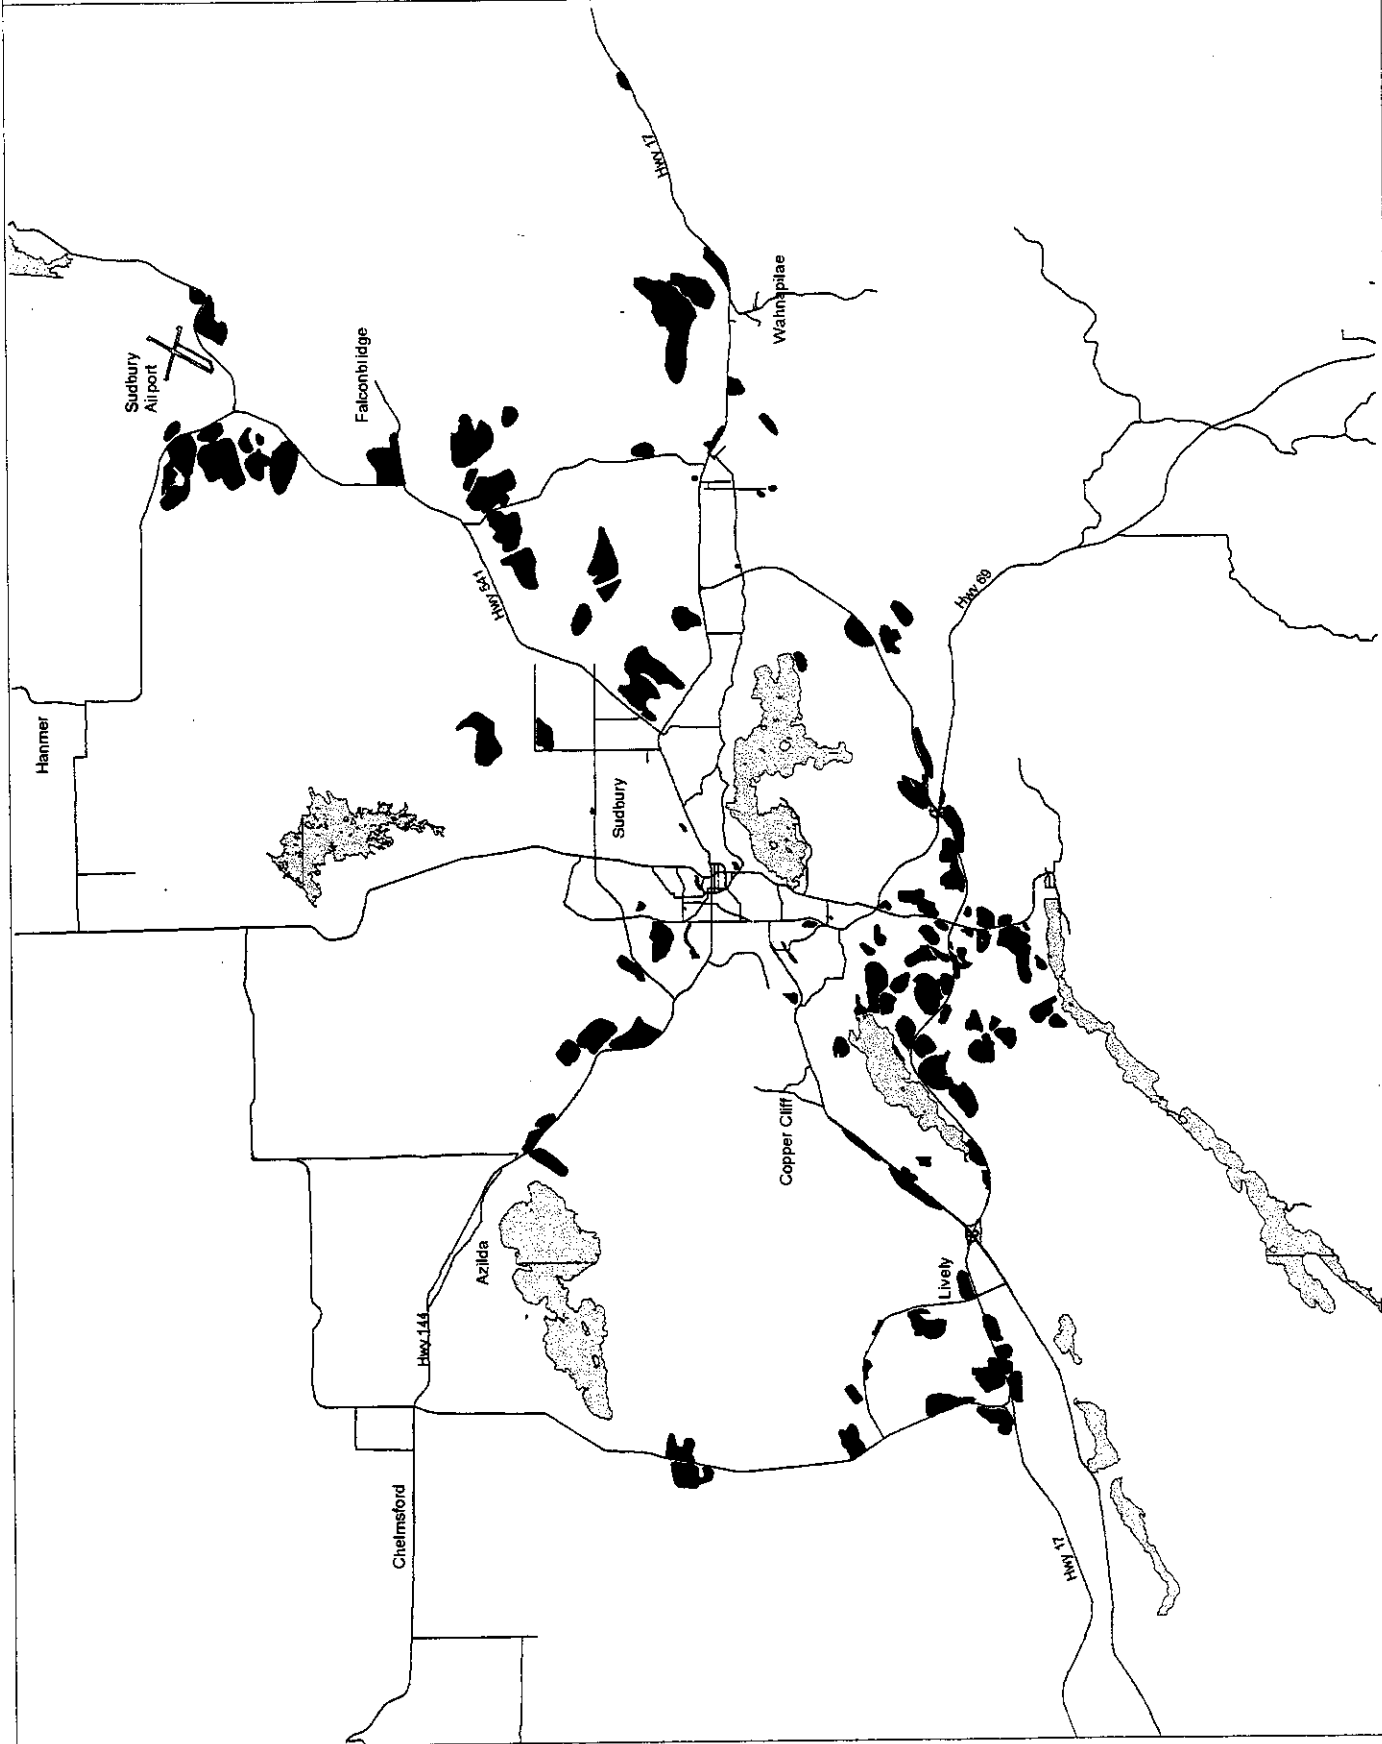 Hanmer
Sudbury
Airport
Falconbridge
Hwy 17
Wahnapitae
Hwy 541
Hwy 69
Sudbury
Copper Cliff
Azilda
Hwy 144
Lively
Chelmsford
Hwy 17